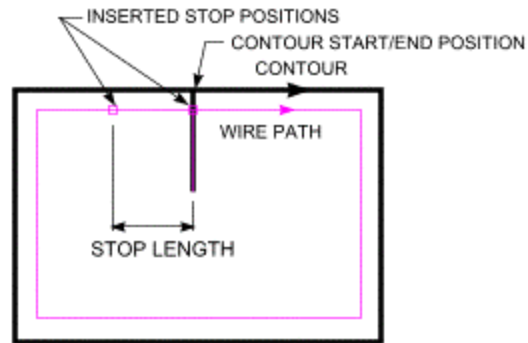 INSERTED STOP POSITIONS
CONTOUR START/END POSITION
CONTOUR
WIRE PATH
STOP LENGTH